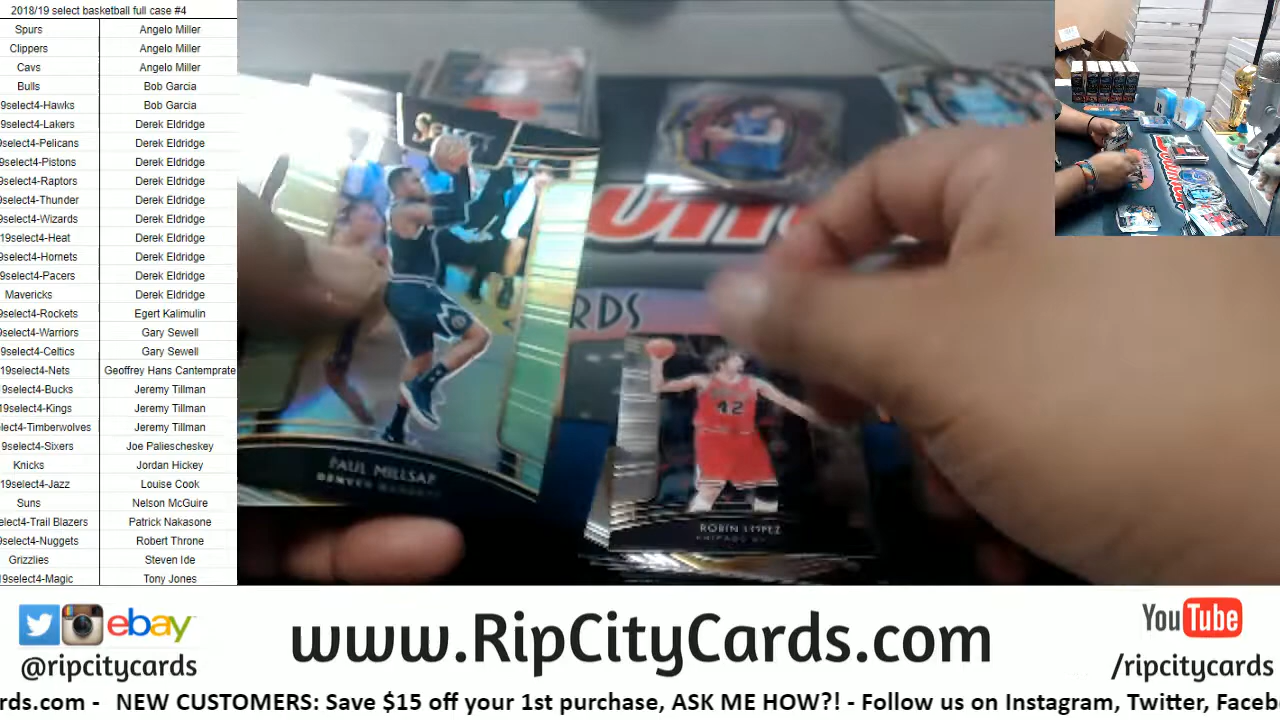 2018/19 select basketball full case #4
Spurs Angelo Miller
Clippers Angelo Miller
Cavs Angelo Miller
Bulls Bob Garcia
9select4-Hawks Bob Garcia
9select4-Lakers Derek Eldridge
9select4-Pelicans Derek Eldridge
9select4-Pistons Derek Eldridge
9select4-Raptors Derek Eldridge
9select4-Thunder Derek Eldridge
9select4-Wizards Derek Eldridge
19select4-Heat Derek Eldridge
9select4-Hornets Derek Eldridge
9select4-Pacers Derek Eldridge
Mavericks Derek Eldridge
9select4-Rockets Egert Kalimulin
9select4-Warriors Gary Sewell
9select4-Celtics Gary Sewell
19select4-Nets Geoffrey Hans Cantemprate
9select4-Bucks Jeremy Tillman
19select4-Kings Jeremy Tillman
lect4-Timberwolves Jeremy Tillman
9select4-Sixers Joe Paliescheskey
Knicks Jordan Hickey
19select4-Jazz Louise Cook
Suns Nelson McGuire
elect4-Trail Blazers Patrick Nakasone
9select4-Nuggets Robert Throne
Grizzlies Steven Ide
19select4-Magic Tony Jones
RDS
42
PAUL MILLSAP
DENVER NUGGETS
ROBIN LOPEZ
ebay
@ripcitycards
www.RipCityCards.com
YouTube
/ripcitycards
rds.com - NEW CUSTOMERS: Save $15 off your 1st purchase, ASK ME HOW?! - Follow us on Instagram, Twitter, Faceb